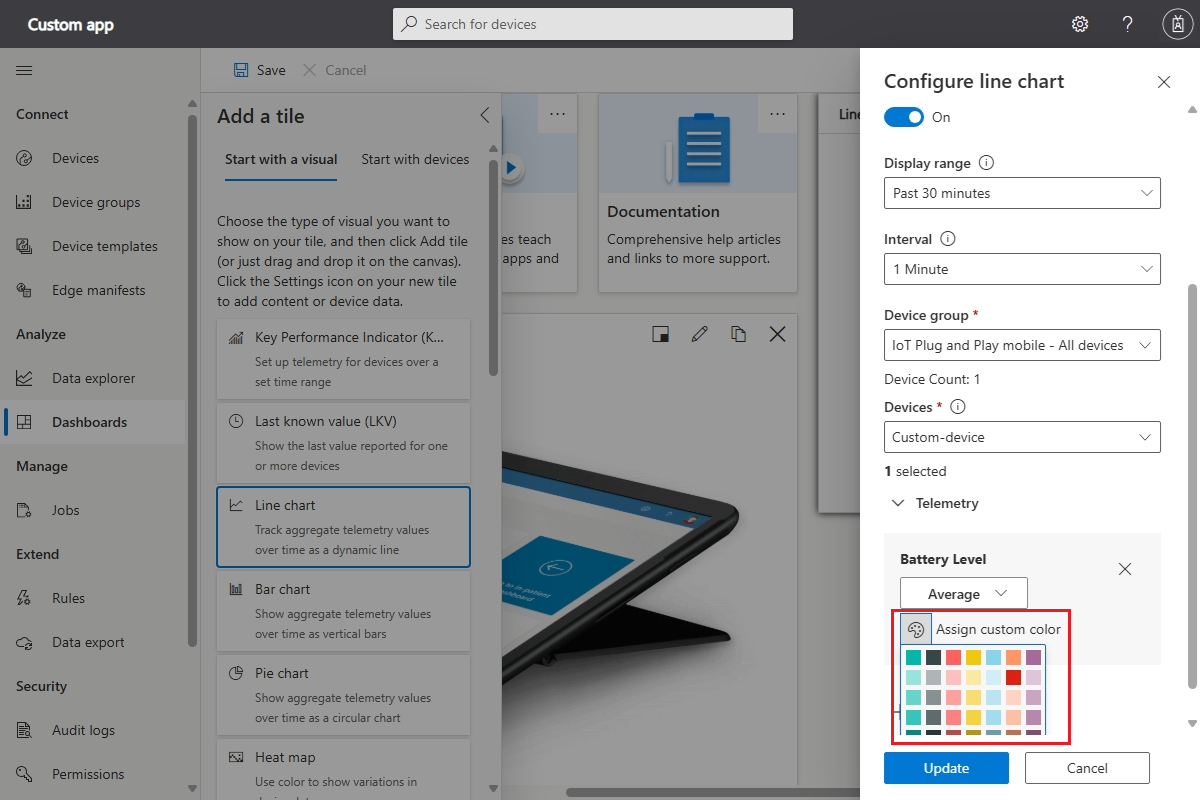 Custom app
Search for devices
?
Save
Cancel
Connect
Devices
Device groups
Device templates
Edge manifests
Analyze
Data explorer
Dashboards
Manage
Jobs
Extend
Rules
Data export
Security
Audit logs
Permissions
Add a tile
Start with a visual
Start with devices
Choose the type of visual you want to
show on your tile, and then click Add tile
(or just drag and drop it on the canvas).
Click the Settings icon on your new tile
to add content or device data.
Key Performance Indicator (K...
Set up telemetry for devices over a
set time range
Last known value (LKV)
Show the last value reported for one
or more devices
Line chart
Track aggregate telemetry values
over time as a dynamic line
Bar chart
Show aggregate telemetry values
over time as vertical bars
Pie chart
Show aggregate telemetry values
over time as a circular chart
Heat map
Use color to show variations in
...
es teach
apps and
...
Documentation
Comprehensive help articles
and links to more support.
Line
Configure line chart
On
Display range
Past 30 minutes
Interval
1 Minute
Device group *
IoT Plug and Play mobile - All devices
Device Count: 1
Devices *
Custom-device
1 selected
Telemetry
Battery Level
Average
Assign custom color
Update
Cancel